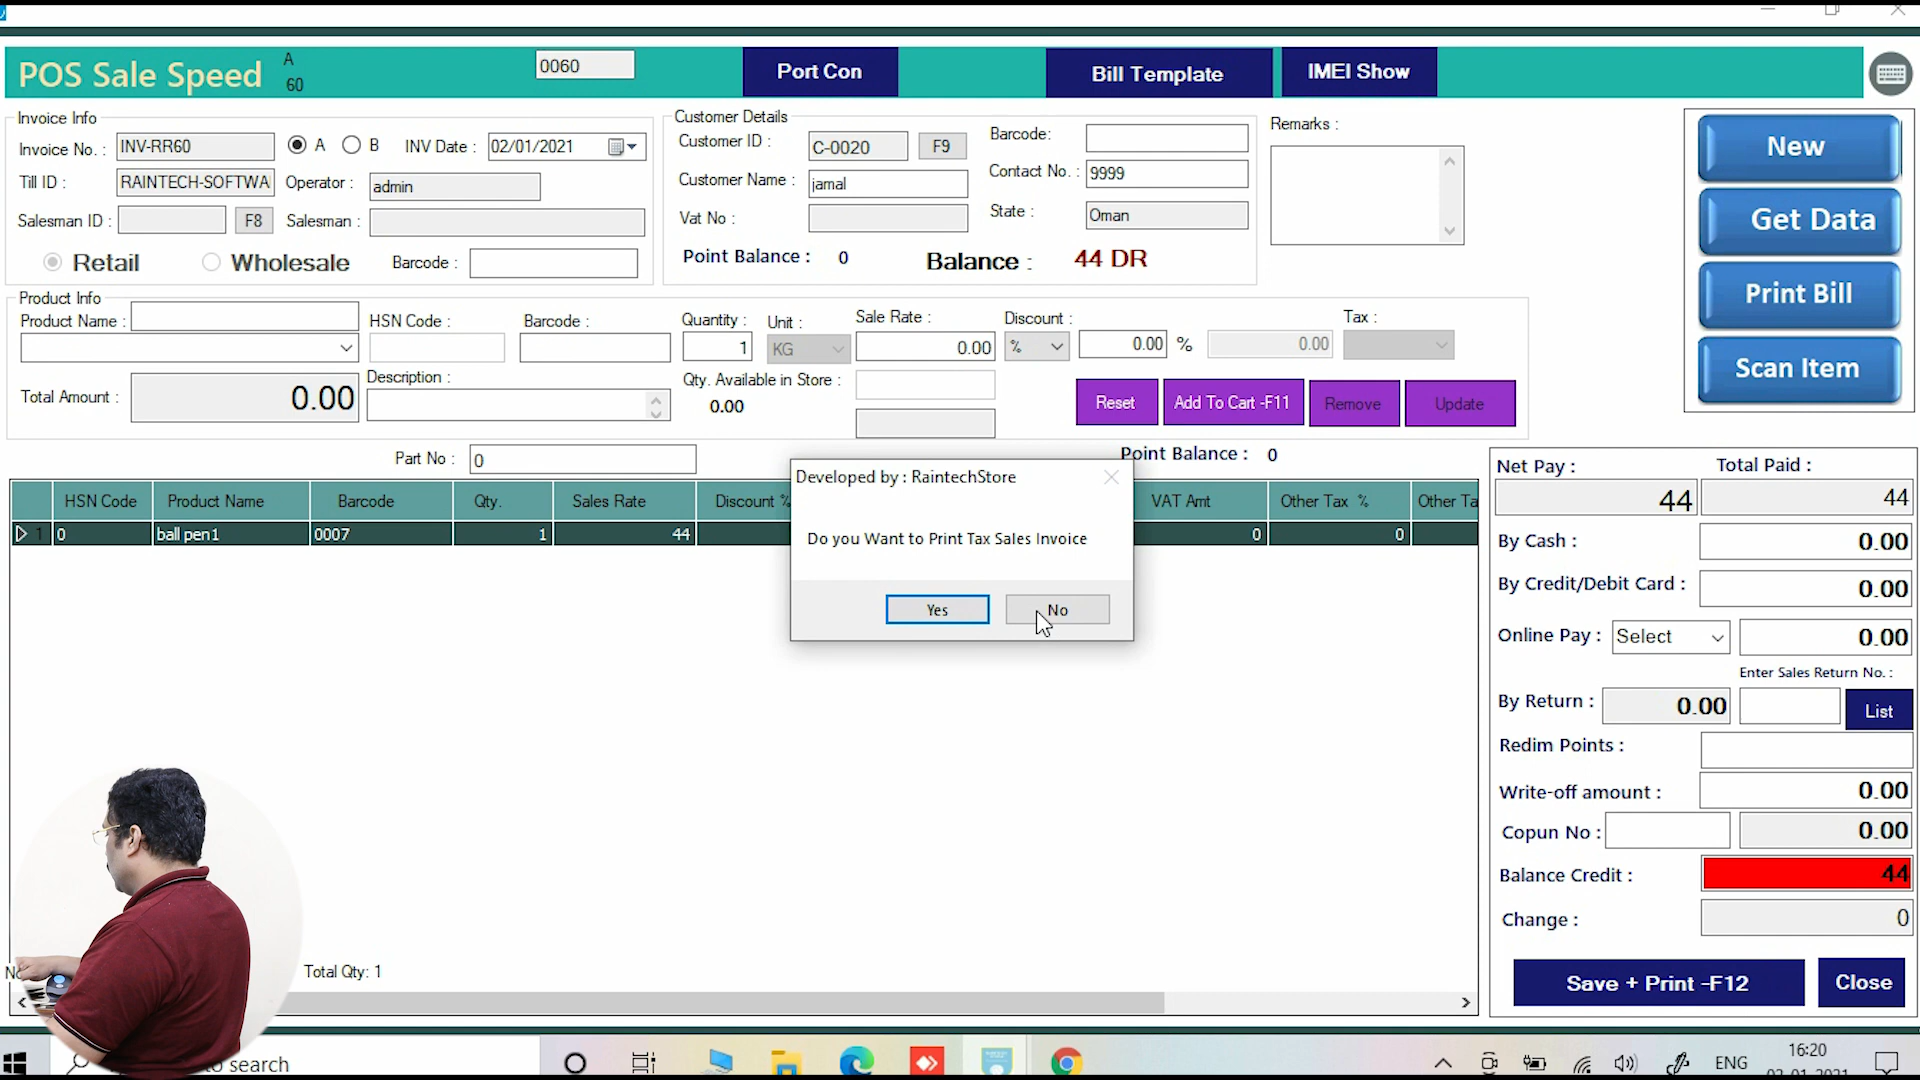 POS Sale Speed
A
60
0060
Port Con
Bill Template
IMEI Show
Invoice Info
Invoice No. :
INV-RR60
A
B
INV Date :
02/01/2021
Till ID :
RAINTECH-SOFTWA
Operator :
admin
Salesman ID :
F8
Salesman :
Retail
Wholesale
Barcode :
Customer Details
Customer ID :
C-0020
F9
Barcode:
Customer Name :
jamal
Contact No. :
9999
Vat No :
State :
Oman
Point Balance :
0
Balance :
44 DR
Remarks :
New
Get Data
Print Bill
Scan Item
Product Info
Product Name :
HSN Code :
Barcode :
Quantity :
1
Unit :
KG
Sale Rate :
0.00
Discount :
%
0.00
%
0.00
Tax :
Total Amount :
0.00
Description :
Qty. Available in Store :
0.00
Reset
Add To Cart -F11
Remove
Update
Part No :
0
Point Balance :
0
HSN Code
Product Name
Barcode
Qty.
Sales Rate
Discount %
VAT Amt
Other Tax %
Other Ta
1
0
ball pen1
0007
1
44
0
0
Developed by : RaintechStore
Do you Want to Print Tax Sales Invoice
Yes
No
Net Pay :
Total Paid :
44
44
By Cash :
0.00
By Credit/Debit Card :
0.00
Online Pay :
Select
0.00
Enter Sales Return No. :
By Return :
0.00
List
Redim Points :
Write-off amount :
0.00
Copun No :
0.00
Balance Credit :
44
Change :
0
Save + Print -F12
Close
Total Qty: 1
to search
ENG
16:20